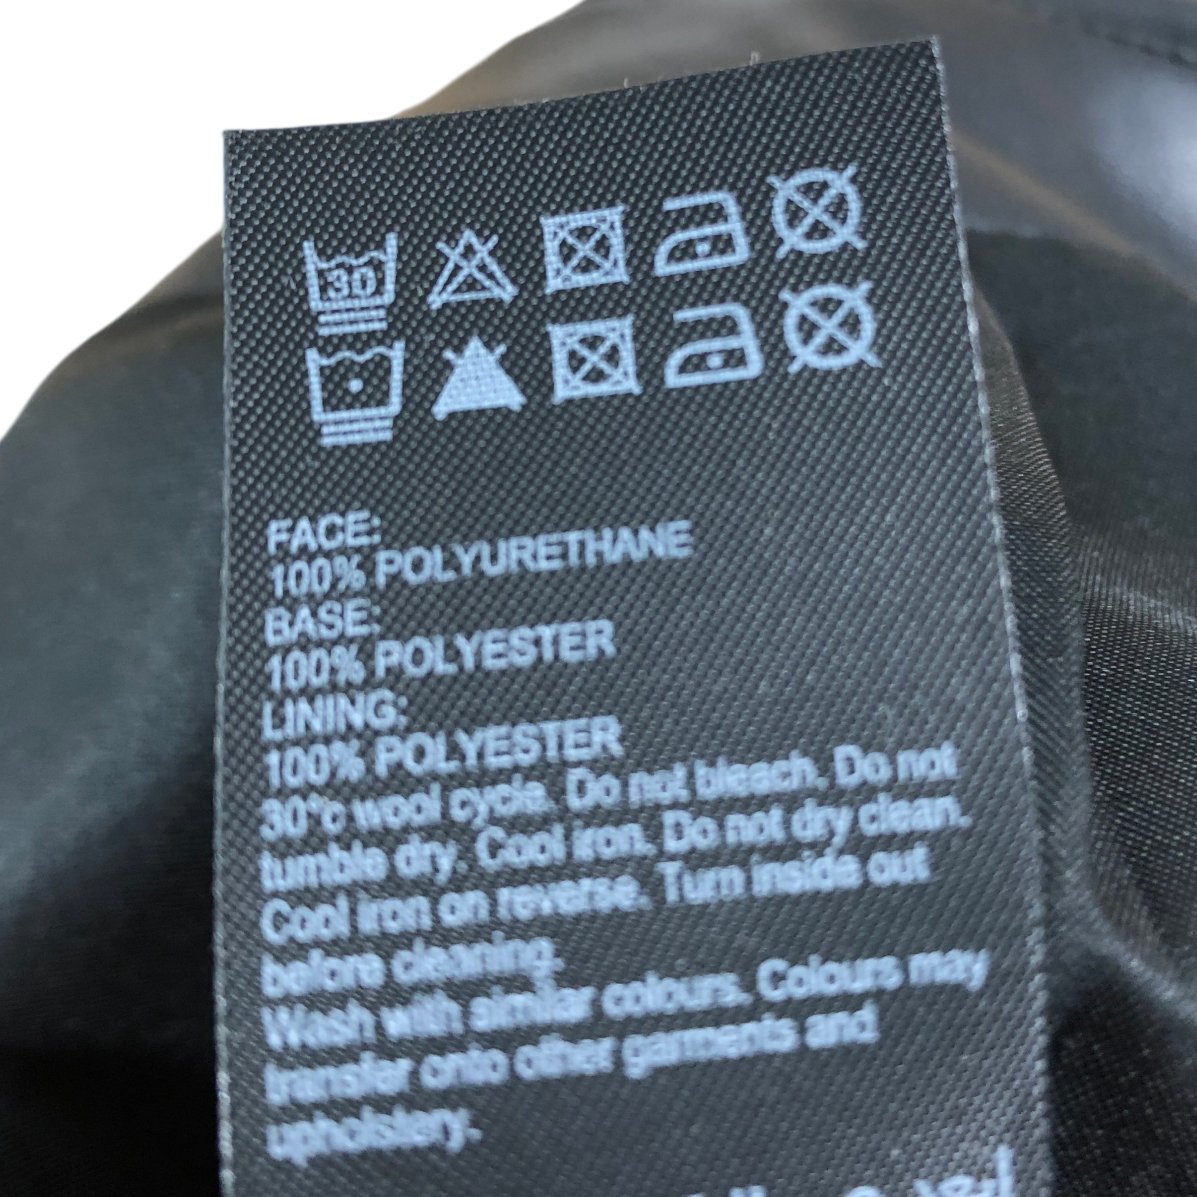 30
FACE:
100% POLYURETHANE
BASE:
100% POLYESTER
LINING:
100% POLYESTER
30°c wool cycle. Do not bleach. Do not
tumble dry. Cool iron. Do not dry clean.
Cool iron on reverse. Turn inside out
before cleaning.
Wash with similar colours. Colours may
transfer onto other garments and
upholstery.